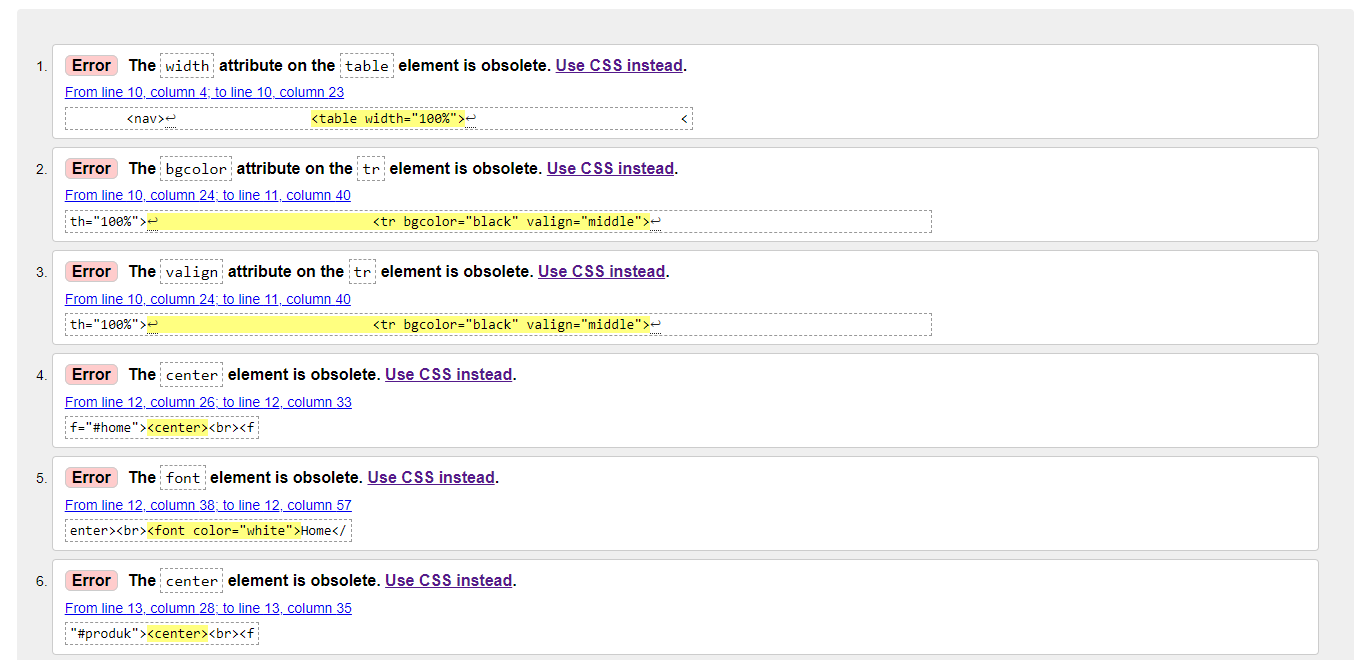 1. Error The width attribute on the table element is obsolete. Use CSS instead.
From line 10, column 4; to line 10, column 23
<nav>↩ <table width="100%">↩ <
2. Error The bgcolor attribute on the tr element is obsolete. Use CSS instead.
From line 10, column 24; to line 11, column 40
th="100%">↩ <tr bgcolor="black" valign="middle">↩
3. Error The valign attribute on the tr element is obsolete. Use CSS instead.
From line 10, column 24; to line 11, column 40
th="100%">↩ <tr bgcolor="black" valign="middle">↩
4. Error The center element is obsolete. Use CSS instead.
From line 12, column 26; to line 12, column 33
f="#home"><center><br><f
5. Error The font element is obsolete. Use CSS instead.
From line 12, column 38; to line 12, column 57
enter><br><font color="white">Home</
6. Error The center element is obsolete. Use CSS instead.
From line 13, column 28; to line 13, column 35
"#produk"><center><br><f